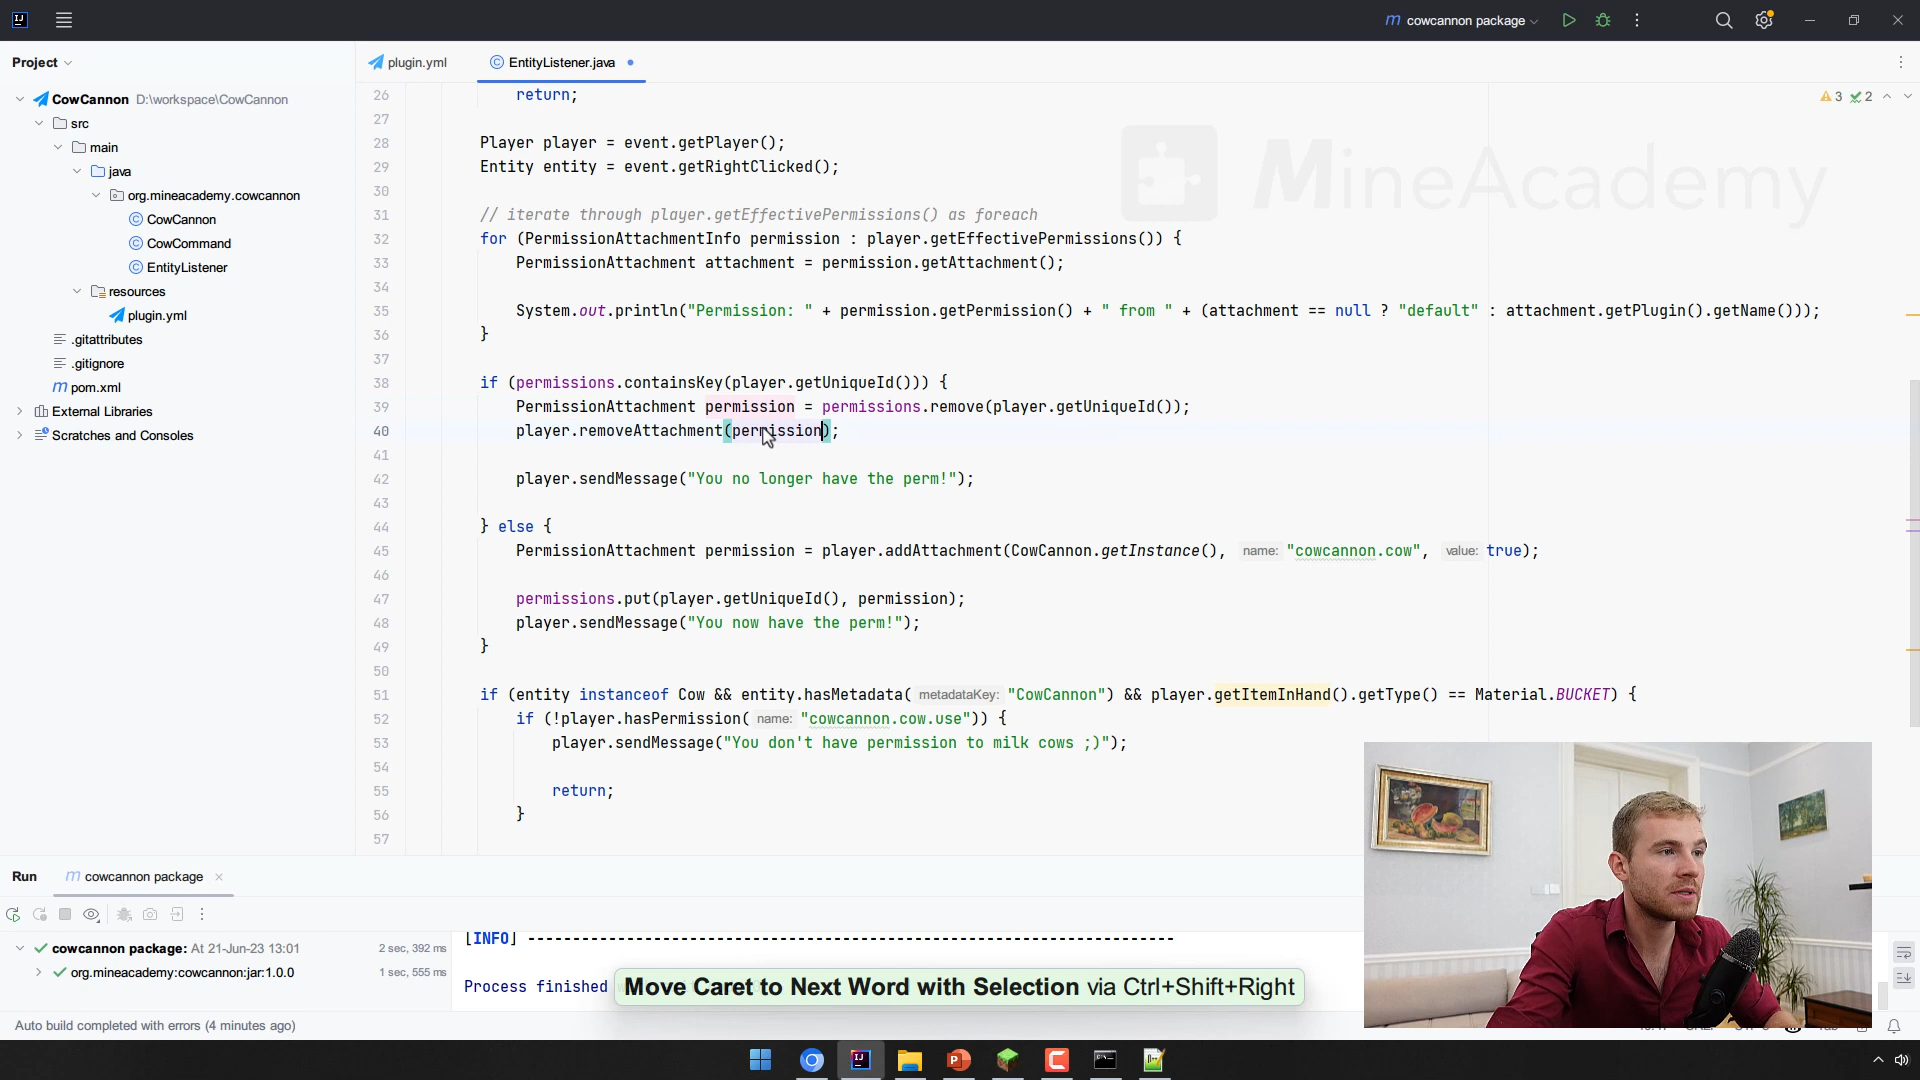 cowcannon package
Project
plugin.yml
EntityListener.java
CowCannon D:\workspace\CowCannon
src
main
java
org.mineacademy.cowcannon
CowCannon
CowCommand
EntityListener
resources
plugin.yml
.gitattributes
.gitignore
pom.xml
External Libraries
Scratches and Consoles
3 2
MineAcademy
26 return;
27
28 Player player = event.getPlayer();
29 Entity entity = event.getRightClicked();
30
31 // iterate through player.getEffectivePermissions() as foreach
32 for (PermissionAttachmentInfo permission : player.getEffectivePermissions()) {
33 PermissionAttachment attachment = permission.getAttachment();
34
35 System.out.println("Permission: " + permission.getPermission() + " from " + (attachment == null ? "default" : attachment.getPlugin().getName()));
36 }
37
38 if (permissions.containsKey(player.getUniqueId())) {
39 PermissionAttachment permission = permissions.remove(player.getUniqueId());
40 player.removeAttachment(permission);
41
42 player.sendMessage("You no longer have the perm!");
43
44 } else {
45 PermissionAttachment permission = player.addAttachment(CowCannon.getInstance(), name: "cowcannon.cow", value: true);
46
47 permissions.put(player.getUniqueId(), permission);
48 player.sendMessage("You now have the perm!");
49 }
50
51 if (entity instanceof Cow && entity.hasMetadata( metadataKey: "CowCannon") && player.getItemInHand().getType() == Material.BUCKET) {
52 if (!player.hasPermission( name: "cowcannon.cow.use")) {
53 player.sendMessage("You don't have permission to milk cows ;)");
54
55 return;
56 }
57
Run cowcannon package
cowcannon package: At 21-Jun-23 13:01 2 sec, 392 ms
org.mineacademy:cowcannon:jar:1.0.0 1 sec, 555 ms
[INFO] ------------------------------------------------------------------------
Process finished
Move Caret to Next Word with Selection via Ctrl+Shift+Right
Auto build completed with errors (4 minutes ago)